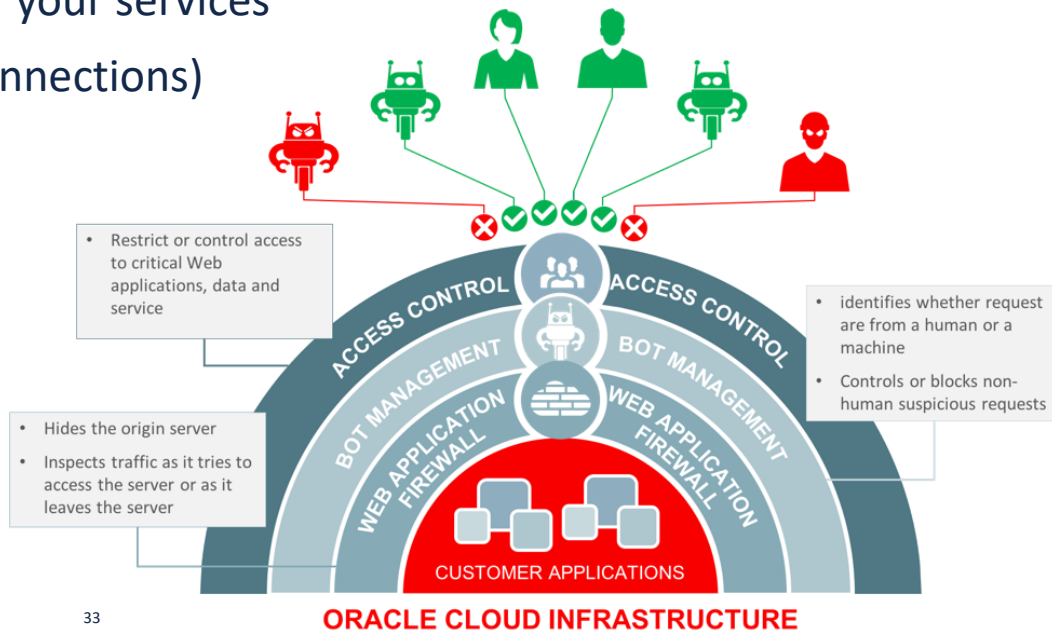 your services
nnections)
• Restrict or control access
to critical Web
applications, data and
service
• identifies whether request
are from a human or a
machine
• Controls or blocks non-
human suspicious requests
• Hides the origin server
• Inspects traffic as it tries to
access the server or as it
leaves the server
ACCESS CONTROL
ACCESS CONTROL
BOT MANAGEMENT
BOT MANAGEMENT
WEB APPLICATION
FIREWALL
WEB APPLICATION
FIREWALL
CUSTOMER APPLICATIONS
33
ORACLE CLOUD INFRASTRUCTURE